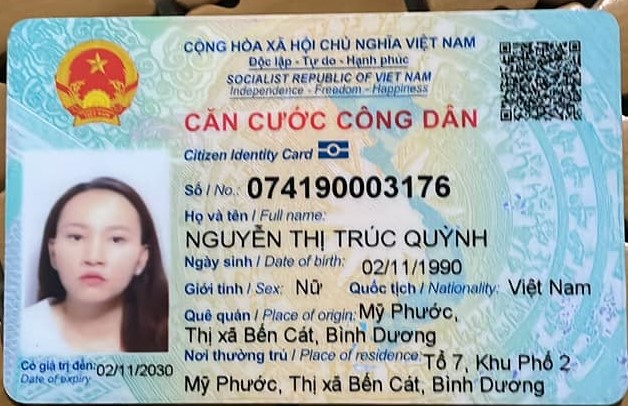 CỘNG HÒA XÃ HỘI CHỦ NGHĨA VIỆT NAM
Độc lập - Tự do - Hạnh phúc
SOCIALIST REPUBLIC OF VIET NAM
Independence - Freedom - Happiness
CĂN CƯỚC CÔNG DÂN
Citizen Identity Card
Số / No.: 074190003176
Họ và tên / Full name:
NGUYỄN THỊ TRÚC QUỲNH
Ngày sinh / Date of birth: 02/11/1990
Giới tính / Sex: Nữ Quốc tịch / Nationality: Việt Nam
Quê quán / Place of origin: Mỹ Phước,
Thị xã Bến Cát, Bình Dương
Nơi thường trú / Place of residence: Tổ 7, Khu Phố 2
Mỹ Phước, Thị xã Bến Cát, Bình Dương
Có giá trị đến: 02/11/2030
Date of expiry